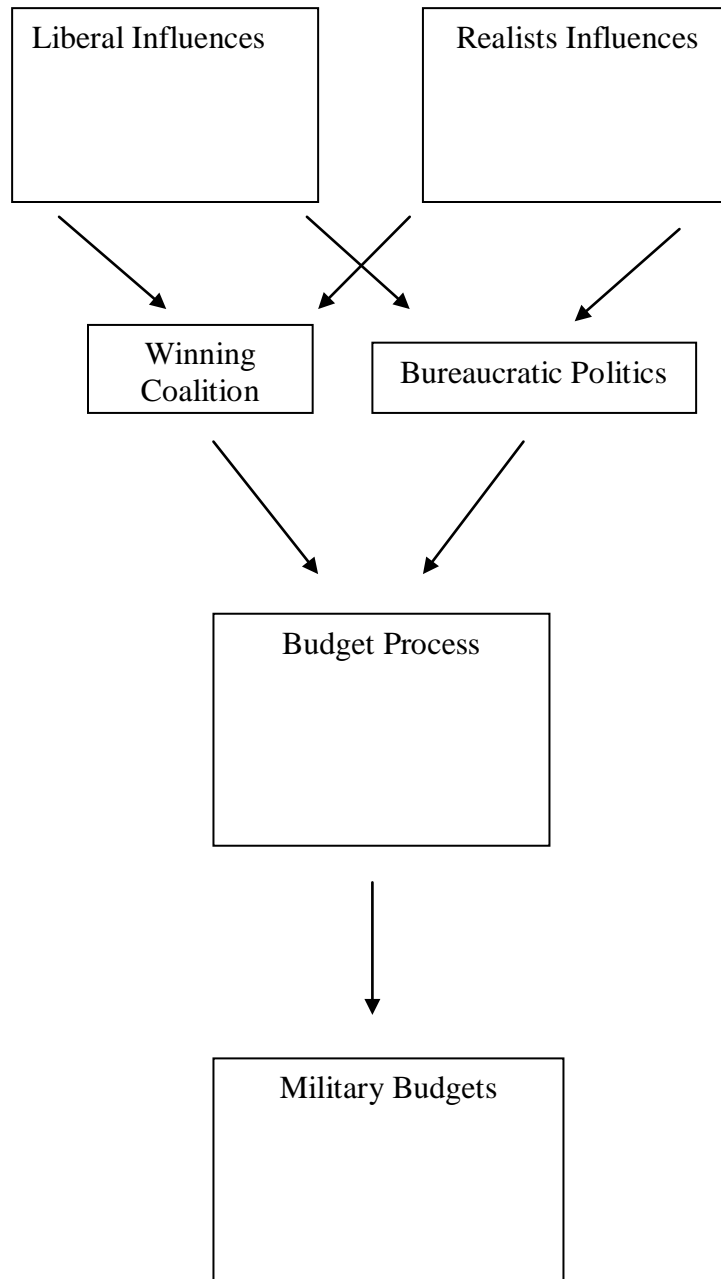 Liberal Influences
Realists Influences
Winning
Coalition
Bureaucratic Politics
Budget Process
Military Budgets